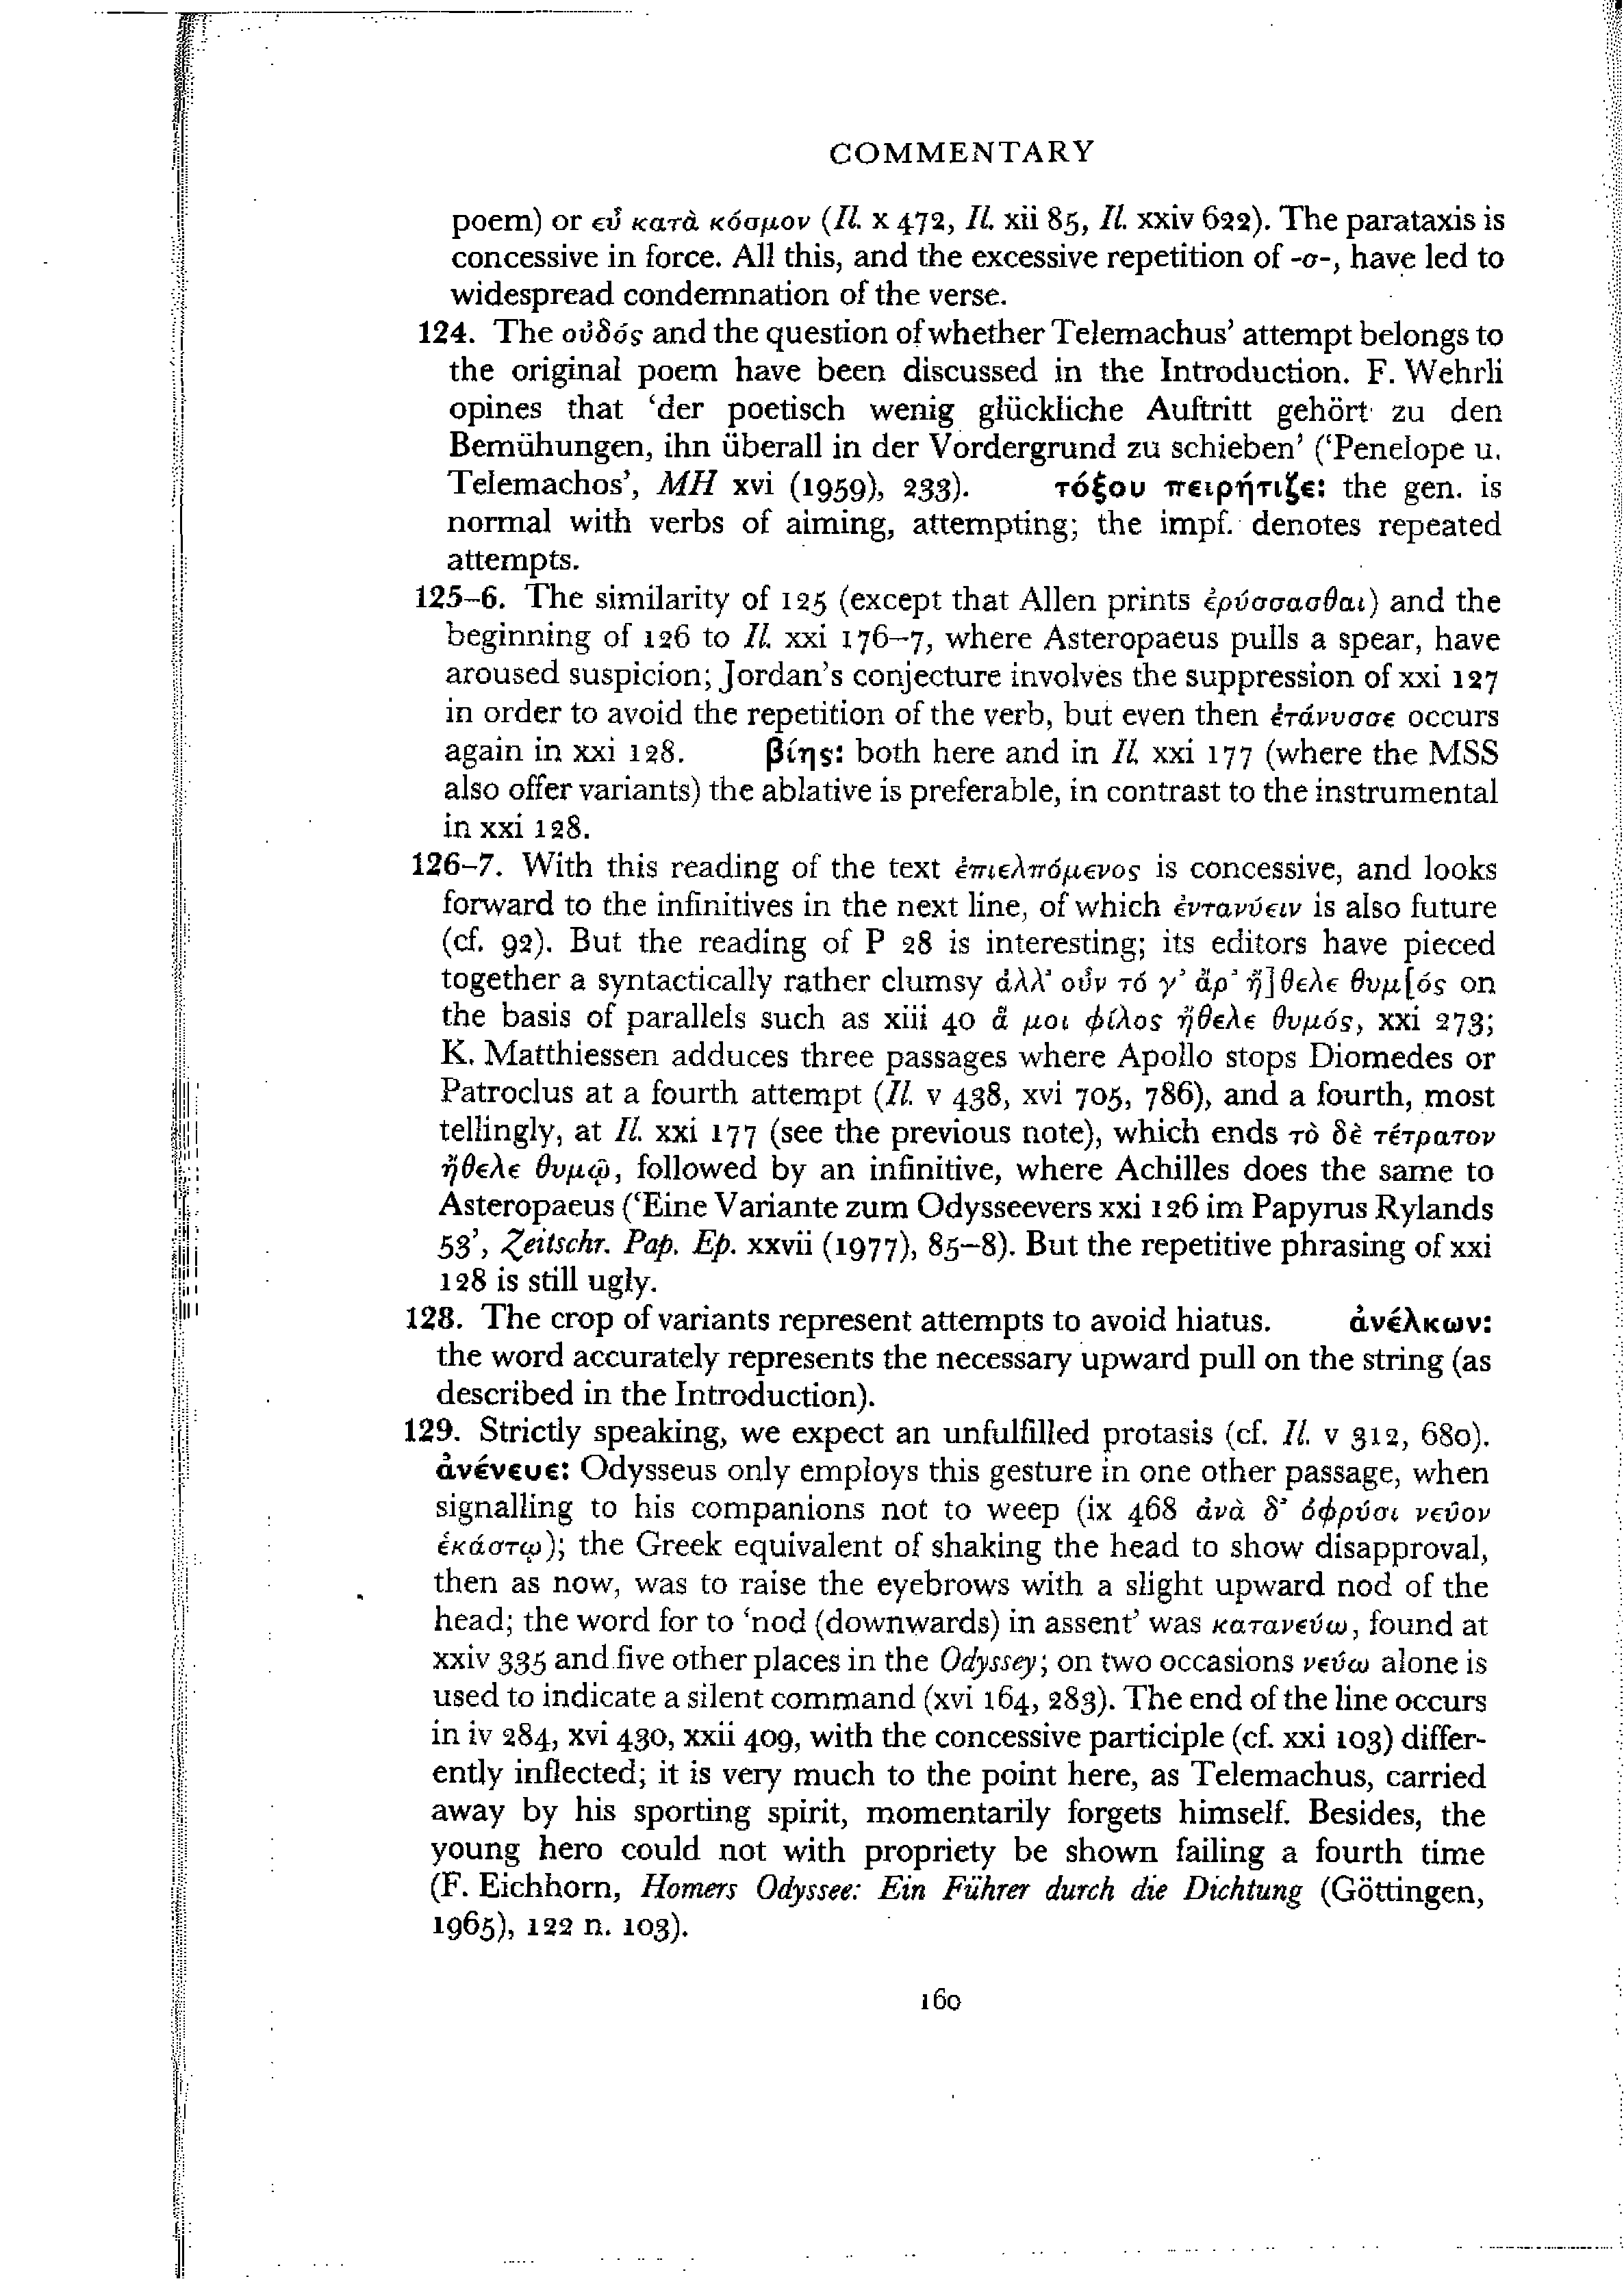 COMMENTARY
poem) or εὖ κατὰ κόσμον (Il. x 472, Il. xii 85, Il. xxiv 622). The parataxis is
concessive in force. All this, and the excessive repetition of -σ-, have led to
widespread condemnation of the verse.
124. The οὐδός and the question of whether Telemachus’ attempt belongs to
the original poem have been discussed in the Introduction. F. Wehrli
opines that ‘der poetisch wenig glückliche Auftritt gehört zu den
Bemühungen, ihn überall in der Vordergrund zu schieben’ (‘Penelope u.
Telemachos’, MH xvi (1959), 233). τόξου πειρήτιζε: the gen. is
normal with verbs of aiming, attempting; the impf. denotes repeated
attempts.
125–6. The similarity of 125 (except that Allen prints ἐρύσσασθαι) and the
beginning of 126 to Il. xxi 176–7, where Asteropaeus pulls a spear, have
aroused suspicion; Jordan’s conjecture involves the suppression of xxi 127
in order to avoid the repetition of the verb, but even then ἐτάνυσσε occurs
again in xxi 128. βίης: both here and in Il. xxi 177 (where the MSS
also offer variants) the ablative is preferable, in contrast to the instrumental
in xxi 128.
126–7. With this reading of the text ἐπιελπόμενος is concessive, and looks
forward to the infinitives in the next line, of which ἐντανύειν is also future
(cf. 92). But the reading of P 28 is interesting; its editors have pieced
together a syntactically rather clumsy ἀλλ’ οὖν τό γ’ ἄρ’ ἤ]θελε θυμ[ός on
the basis of parallels such as xiii 40 ἅ μοι φίλος ἤθελε θυμός, xxi 273;
K. Matthiessen adduces three passages where Apollo stops Diomedes or
Patroclus at a fourth attempt (Il. v 438, xvi 705, 786), and a fourth, most
tellingly, at Il. xxi 177 (see the previous note), which ends τὸ δὲ τέτρατον
ἤθελε θυμῷ, followed by an infinitive, where Achilles does the same to
Asteropaeus (‘Eine Variante zum Odysseevers xxi 126 im Papyrus Rylands
53’, Zeitschr. Pap. Ep. xxvii (1977), 85–8). But the repetitive phrasing of xxi
128 is still ugly.
128. The crop of variants represent attempts to avoid hiatus. ἀνέλκων:
the word accurately represents the necessary upward pull on the string (as
described in the Introduction).
129. Strictly speaking, we expect an unfulfilled protasis (cf. Il. v 312, 680).
ἀνένευε: Odysseus only employs this gesture in one other passage, when
signalling to his companions not to weep (ix 468 ἀνὰ δ’ ὀφρύσι νεῦον
ἑκάστῳ); the Greek equivalent of shaking the head to show disapproval,
then as now, was to raise the eyebrows with a slight upward nod of the
head; the word for to ‘nod (downwards) in assent’ was κατανεύω, found at
xxiv 335 and five other places in the Odyssey; on two occasions νεύω alone is
used to indicate a silent command (xvi 164, 283). The end of the line occurs
in iv 284, xvi 430, xxii 409, with the concessive participle (cf. xxi 103) differ-
ently inflected; it is very much to the point here, as Telemachus, carried
away by his sporting spirit, momentarily forgets himself. Besides, the
young hero could not with propriety be shown failing a fourth time
(F. Eichhorn, Homers Odyssee: Ein Führer durch die Dichtung (Göttingen,
1965), 122 n. 103).
160